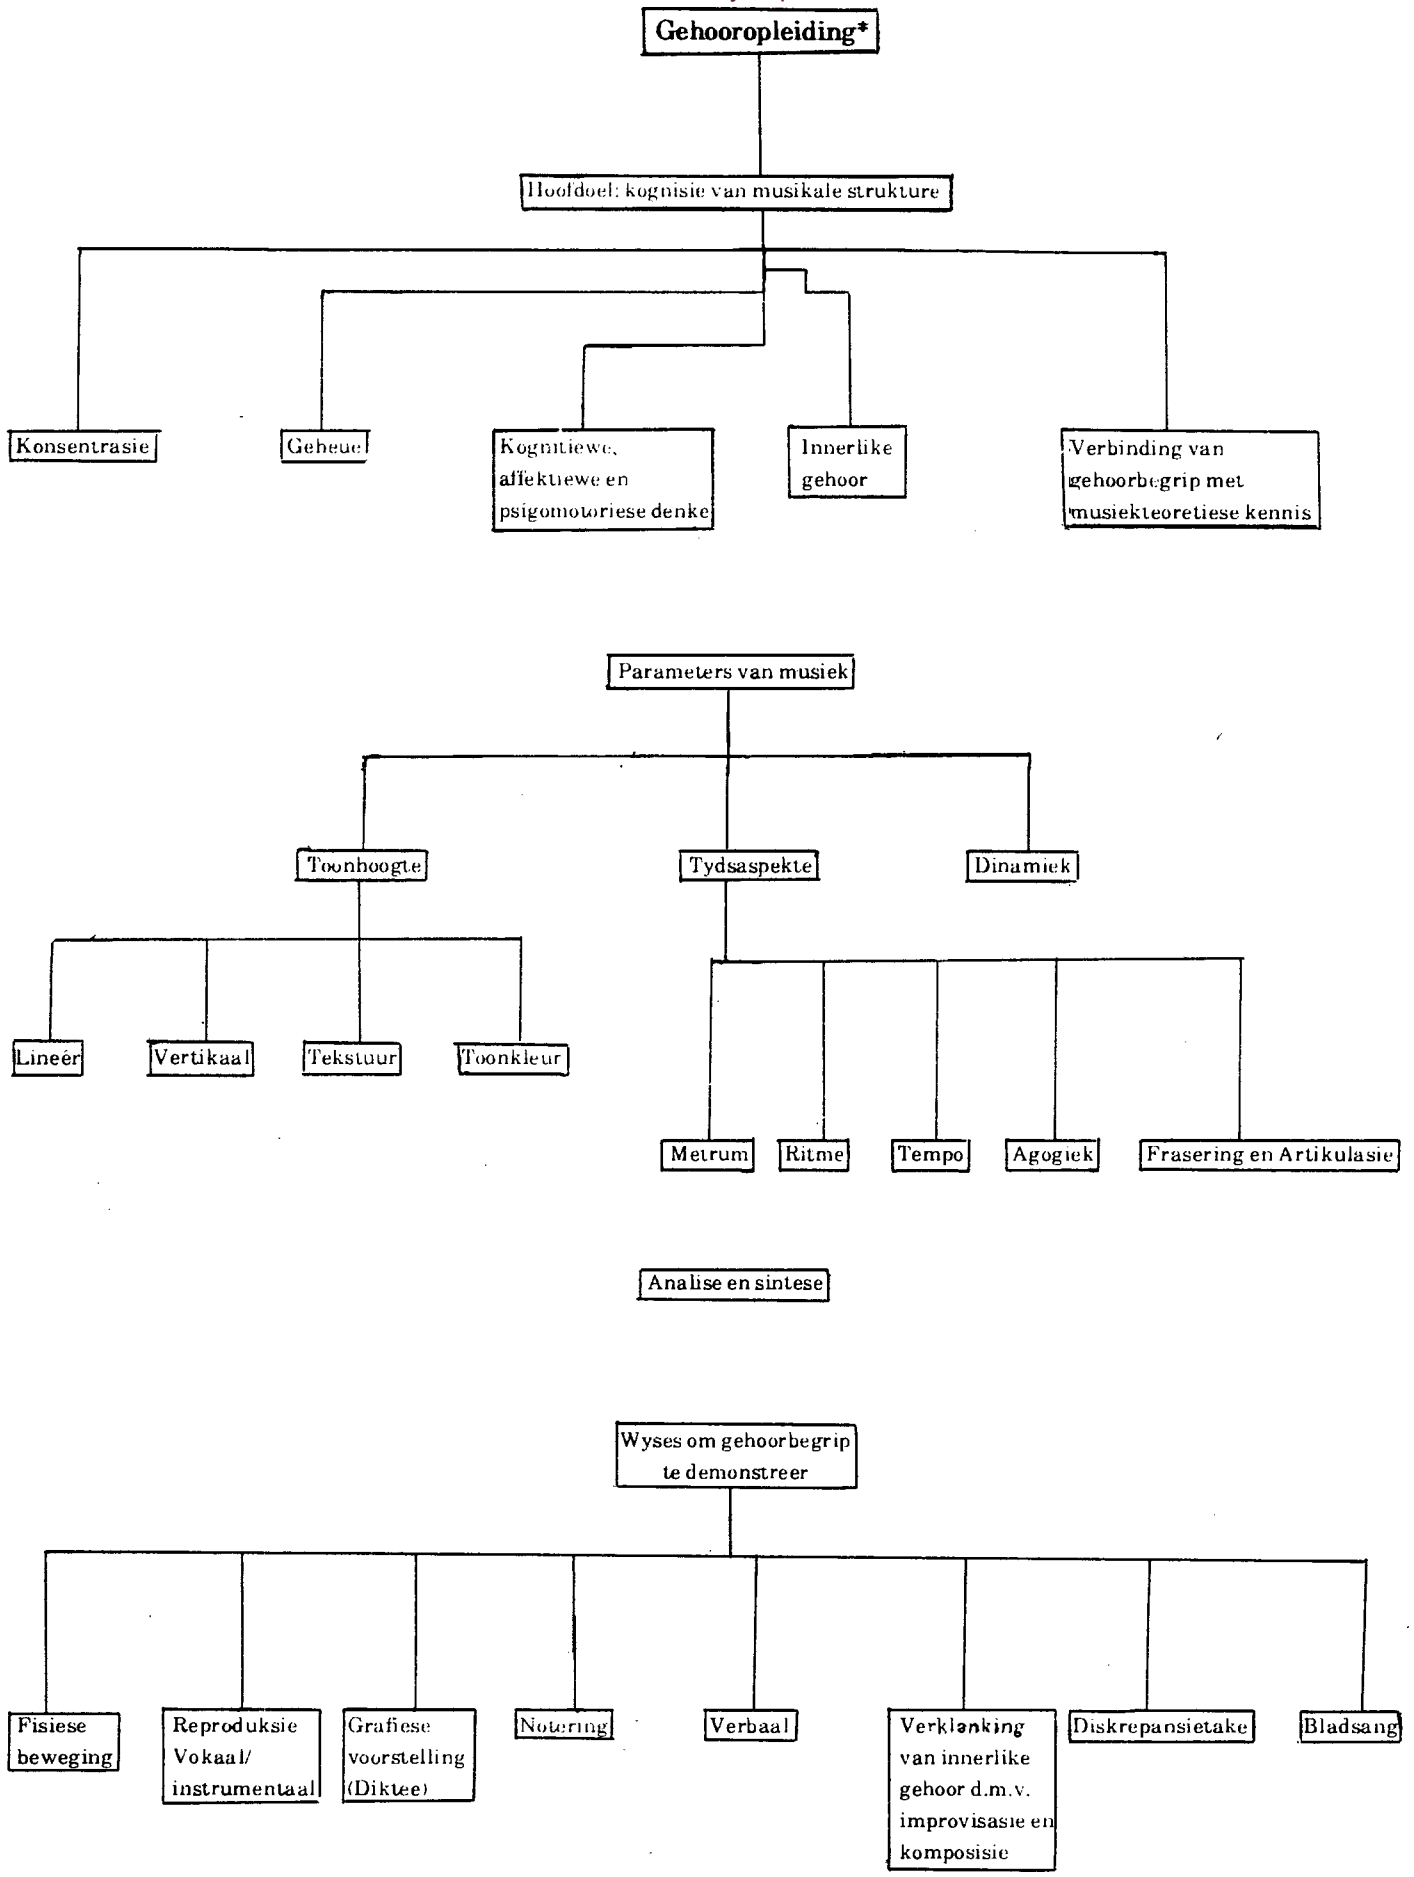 Gehooropleiding*
Hoofdoel: kognisie van musikale strukture
Konsentrasie
Geheue
Kognitiewe,
affektiewe en
psigomotoriese denke
Innerlike
gehoor
Verbinding van
gehoorbegrip met
musiekteoretiese kennis
Parameters van musiek
Toonhoogte
Tydsaspekte
Dinamiek
Lineêr
Vertikaal
Tekstuur
Toonkleur
Metrum
Ritme
Tempo
Agogiek
Frasering en Artikulasie
Analise en sintese
Wyses om gehoorbegrip
te demonstreer
Fisiese
beweging
Reproduksie
Vokaal/
instrumentaal
Grafiese
voorstelling
(Diktee)
Notering
Verbaal
Verklanking
van innerlike
gehoor d.m.v.
improvisasie en
komposisie
Diskrepansietake
Bladsang